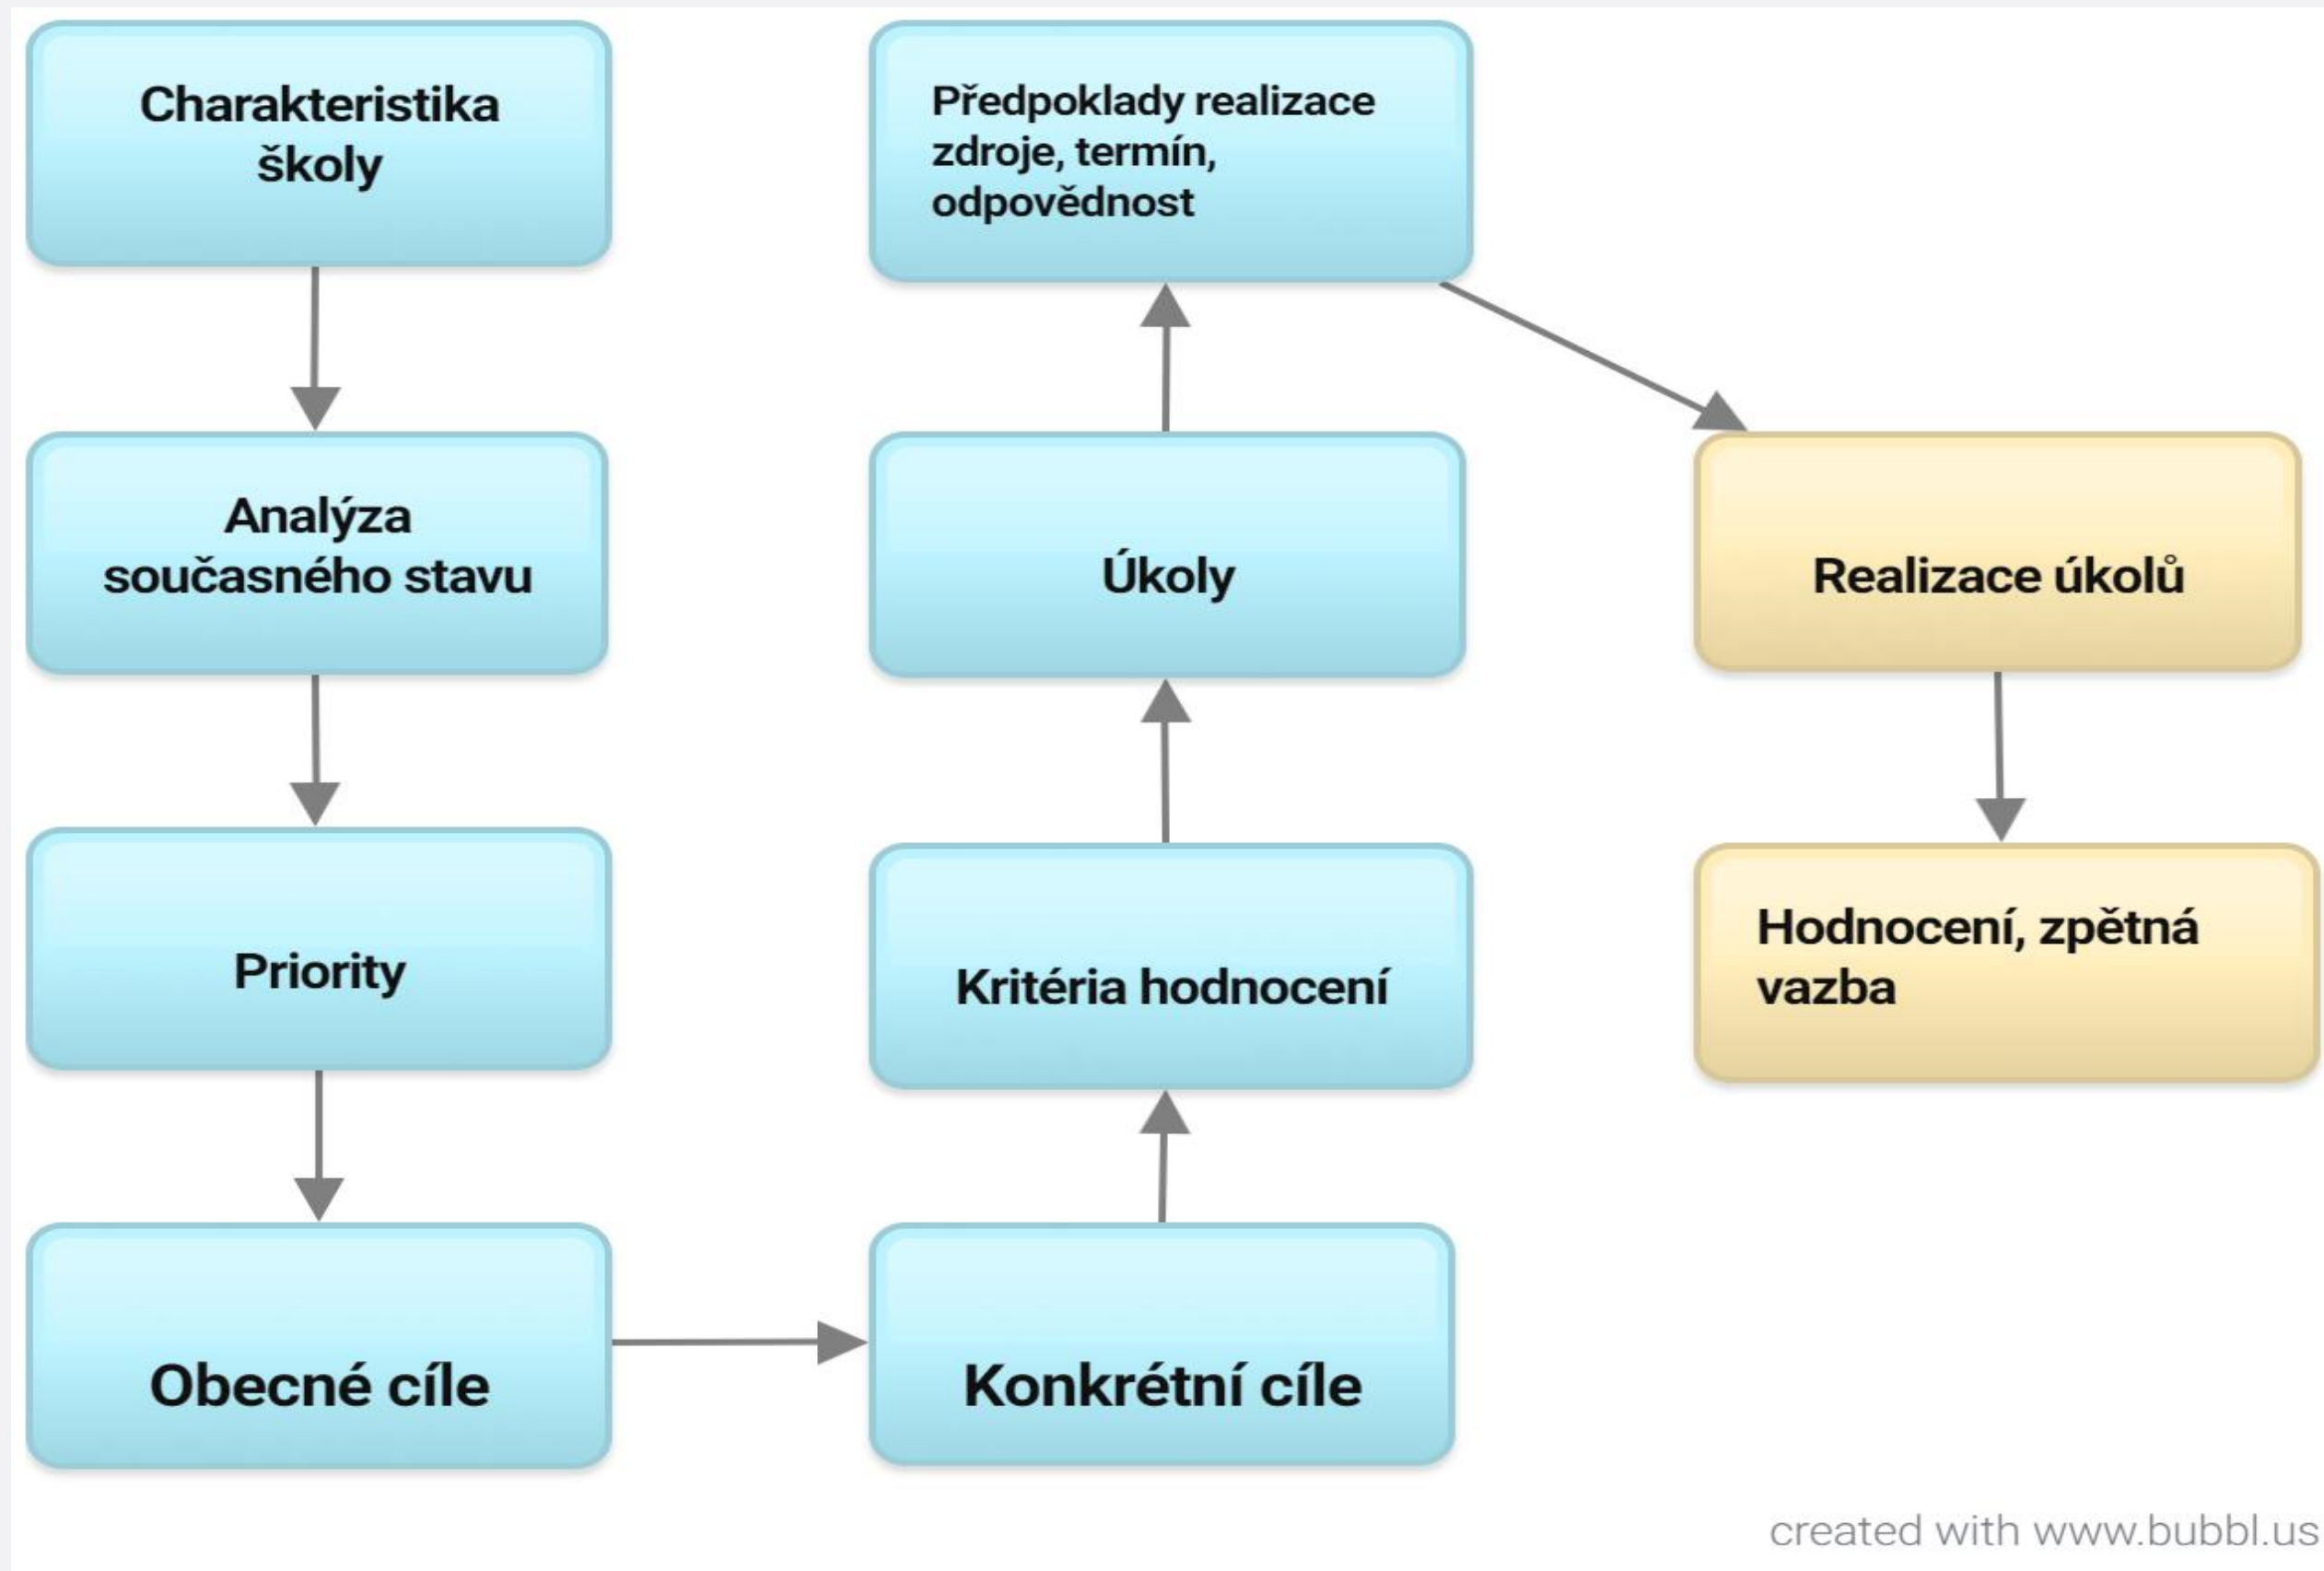 Charakteristika
školy
Analýza
současného stavu
Priority
Obecné cíle
Konkrétní cíle
Kritéria hodnocení
Úkoly
Předpoklady realizace
zdroje, termín,
odpovědnost
Realizace úkolů
Hodnocení, zpětná
vazba
created with www.bubbl.us